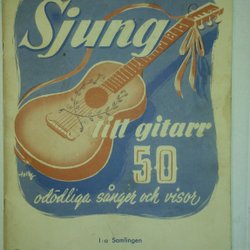 Sjung
till gitarr
50
odödliga sånger och visor
1-a Samlingen